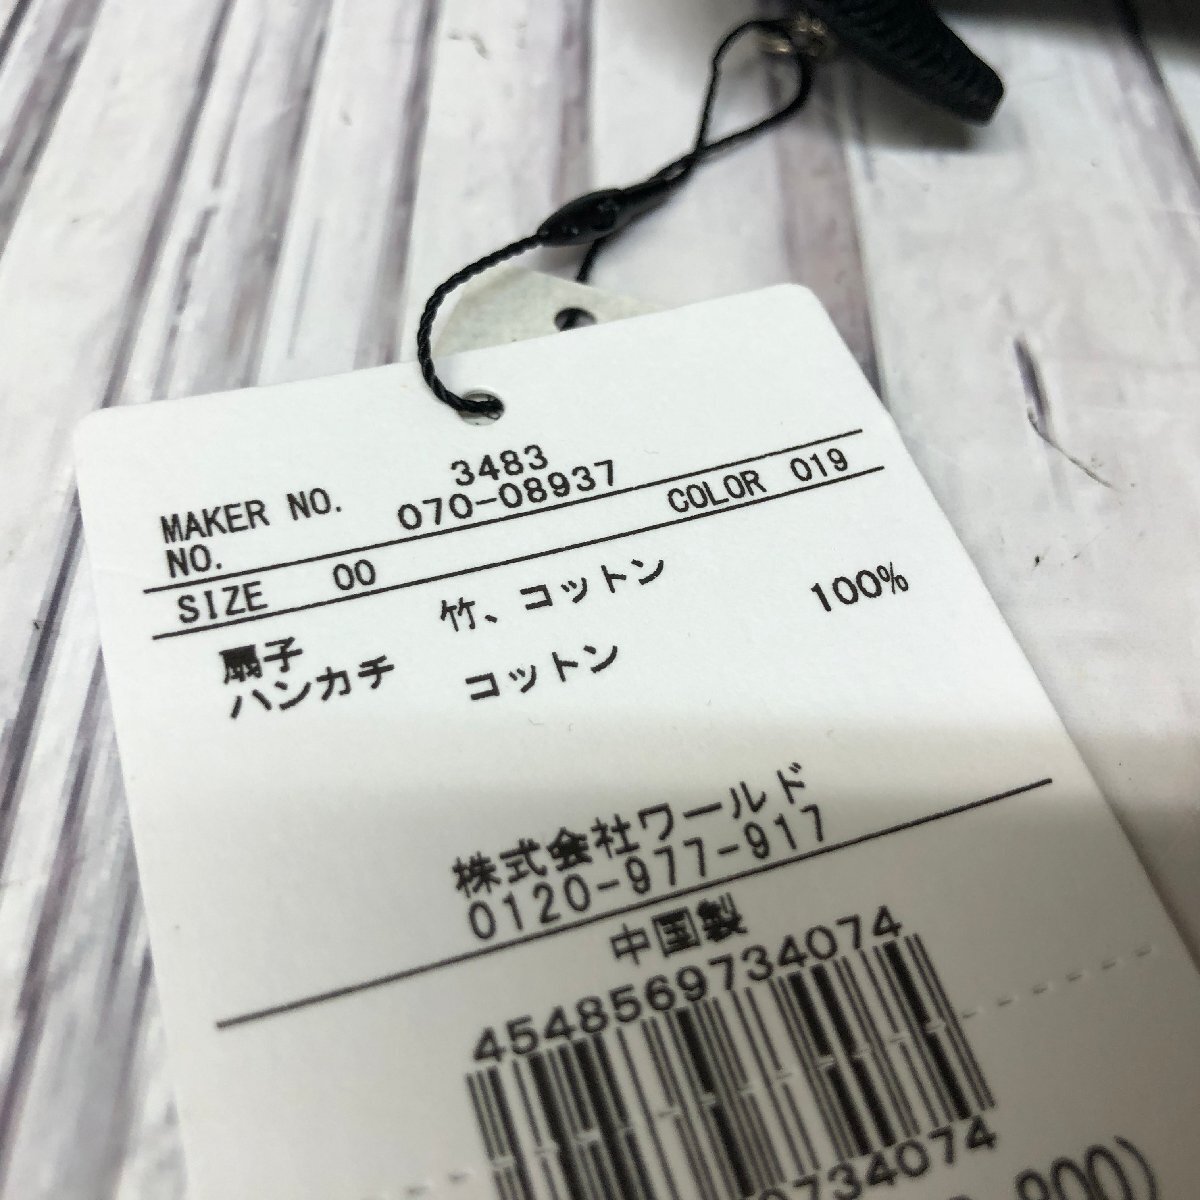 MAKER NO. 3483
NO. 070-08937
SIZE 00 COLOR 019
扇子 竹、コットン
ハンカチ コットン 100%
株式会社ワールド
0120-977-917
中国製
4548569734074
0734074
900)